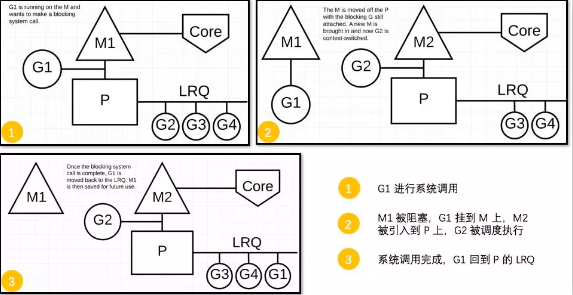 G1 is running on the M and
wants to make a blocking
system call.
M1
Core
G1
P
LRQ
G2 G3 G4
1
The M is moved off the P
with the blocking G still
attached. A new M is
brought in and now G2 is
context-switched.
M1
M2
Core
G2
G1
P
LRQ
G3 G4
2
Once the blocking system
call is complete, G1 is
moved back to the LRQ. M1
is then saved for future use.
M1
M2
Core
G2
P
LRQ
G3 G4 G1
3
1 G1 进行系统调用
2 M1 被阻塞，G1 挂到 M 上，M2
被引入到 P 上，G2 被调度执行
3 系统调用完成，G1 回到 P 的 LRQ